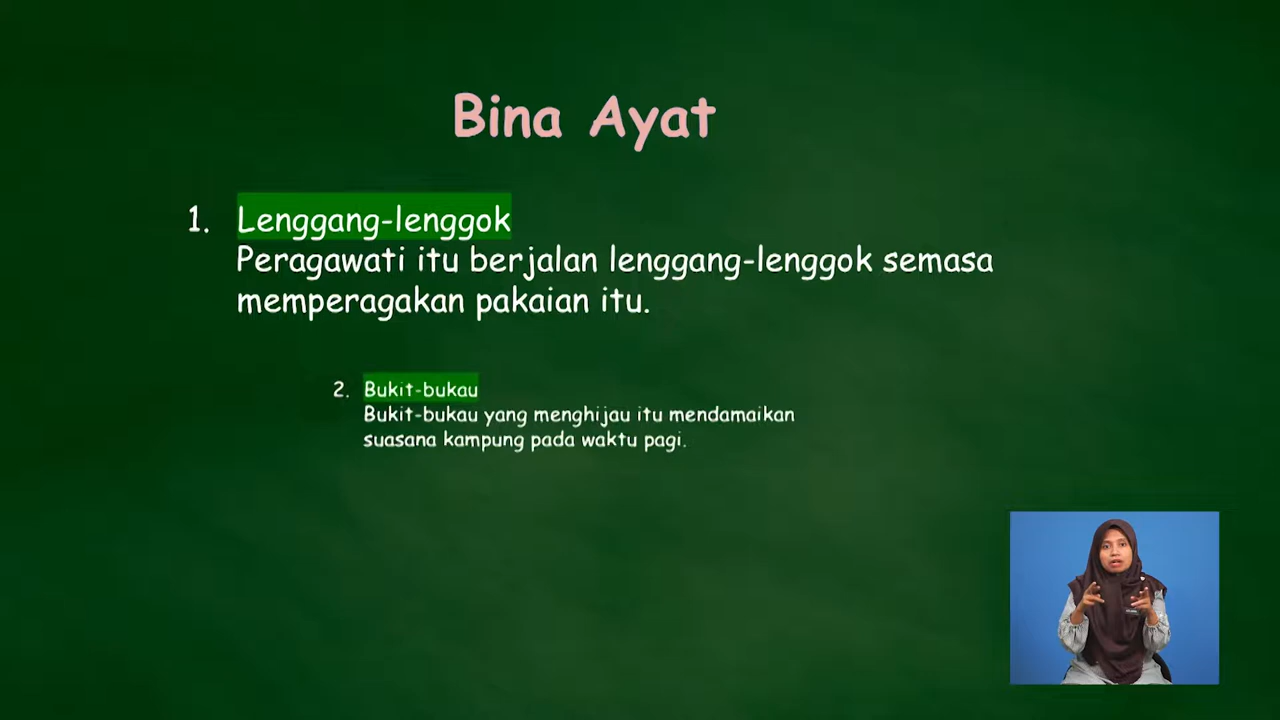 Bina Ayat
1. Lenggang-lenggok
Peragawati itu berjalan lenggang-lenggok semasa
memperagakan pakaian itu.
2. Bukit-bukau
Bukit-bukau yang menghijau itu mendamaikan
suasana kampung pada waktu pagi.